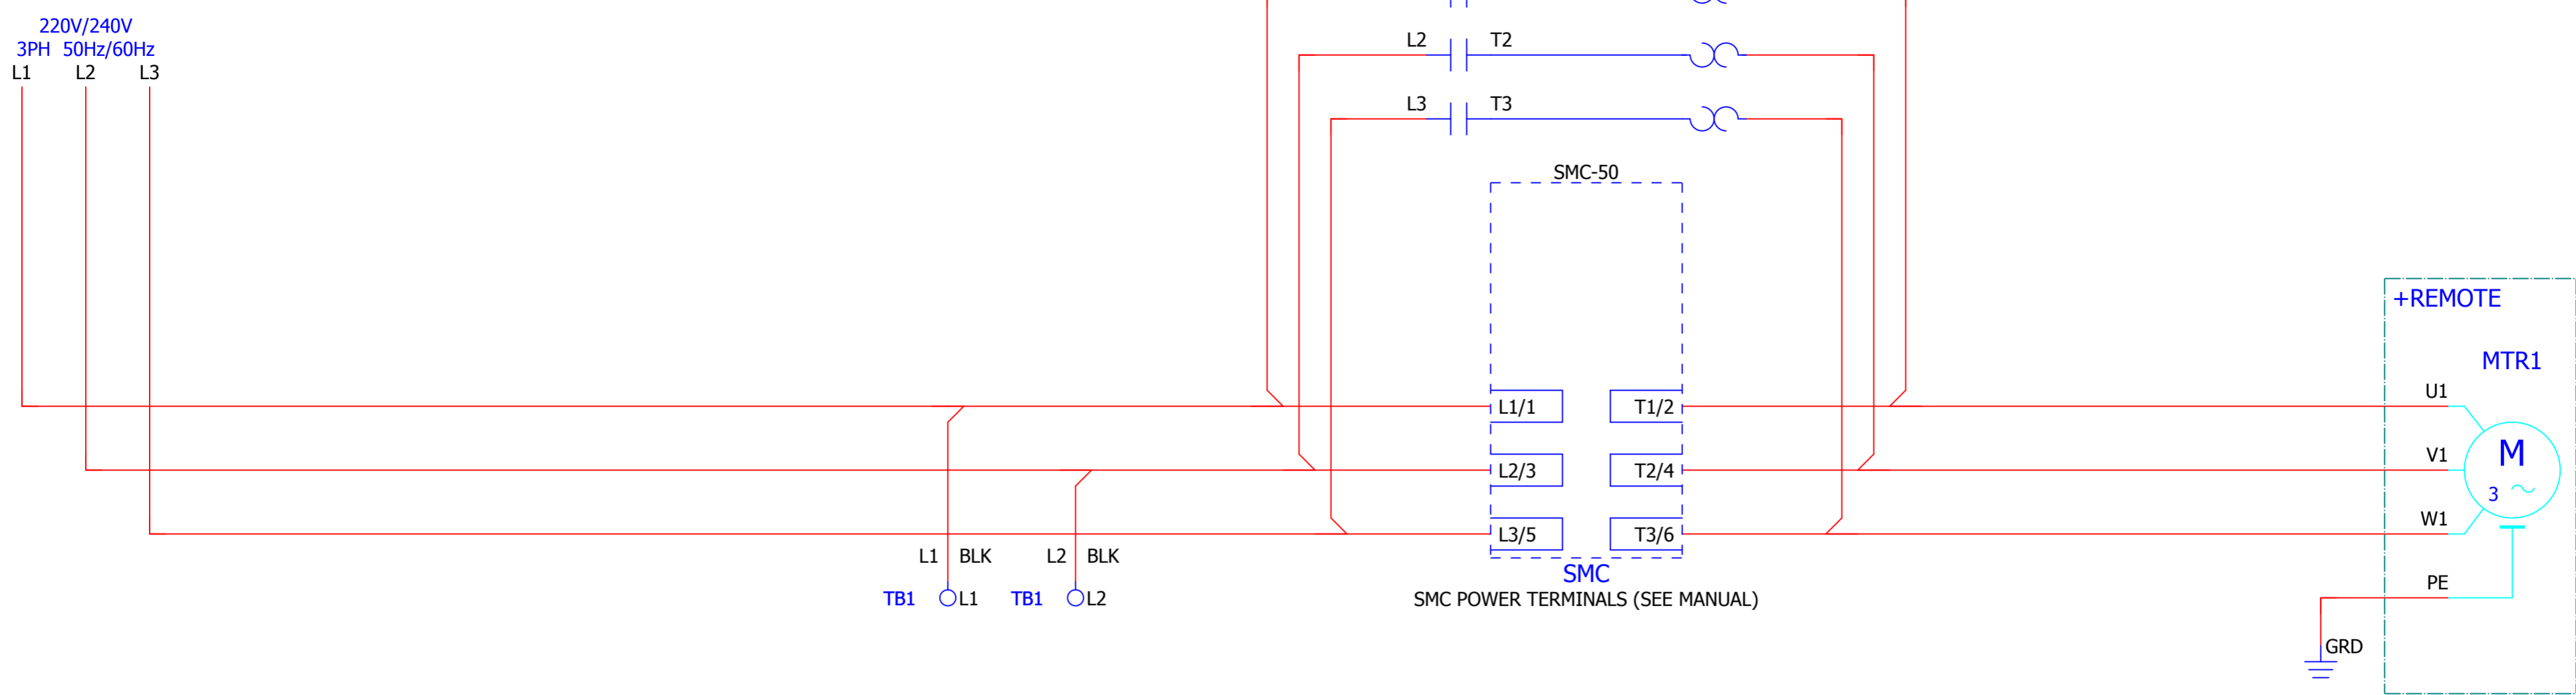 220V/240V
3PH 50Hz/60Hz
L1 L2 L3
L2 T2
L3 T3
SMC-50
+REMOTE
MTR1
U1
L1/1 T1/2
V1
M
L2/3 T2/4
3
W1
L3/5 T3/6
L1 BLK L2 BLK
SMC
PE
TB1 L1 TB1 L2
SMC POWER TERMINALS (SEE MANUAL)
GRD